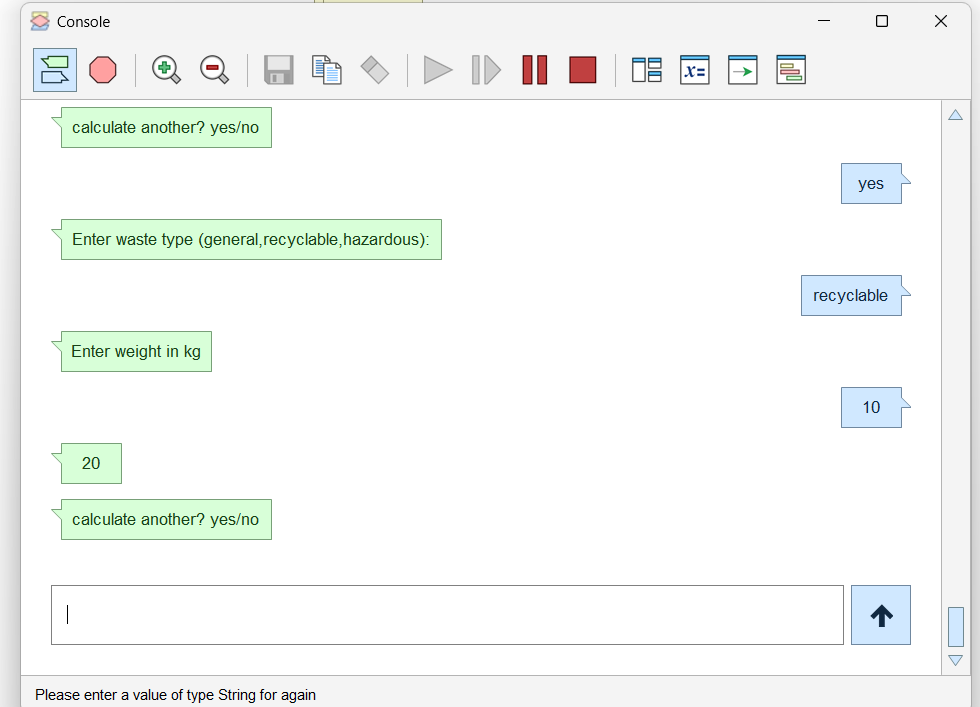 Console
x=
calculate another? yes/no
yes
Enter waste type (general,recyclable,hazardous):
recyclable
Enter weight in kg
10
20
calculate another? yes/no
Please enter a value of type String for again